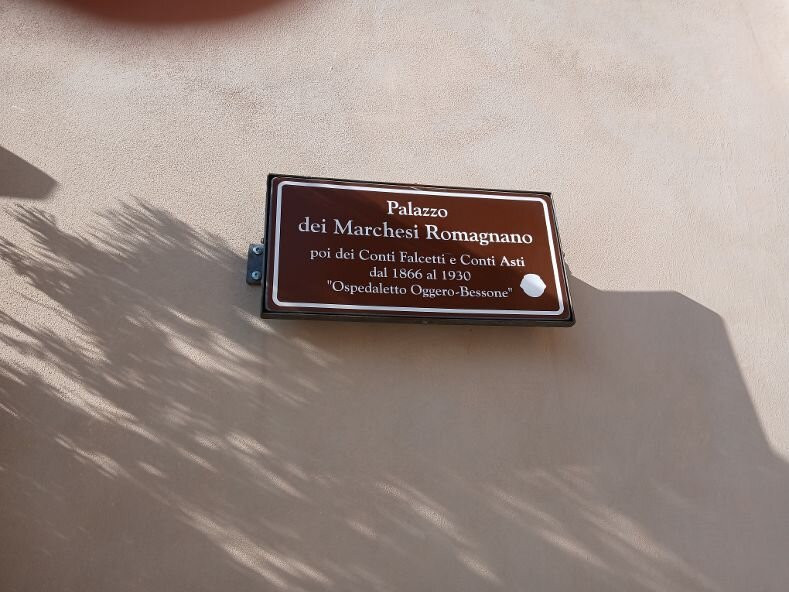 Palazzo
dei Marchesi Romagnano
poi dei Conti Falcetti e Conti Asti
dal 1866 al 1930
"Ospedaletto Oggero-Bessone"